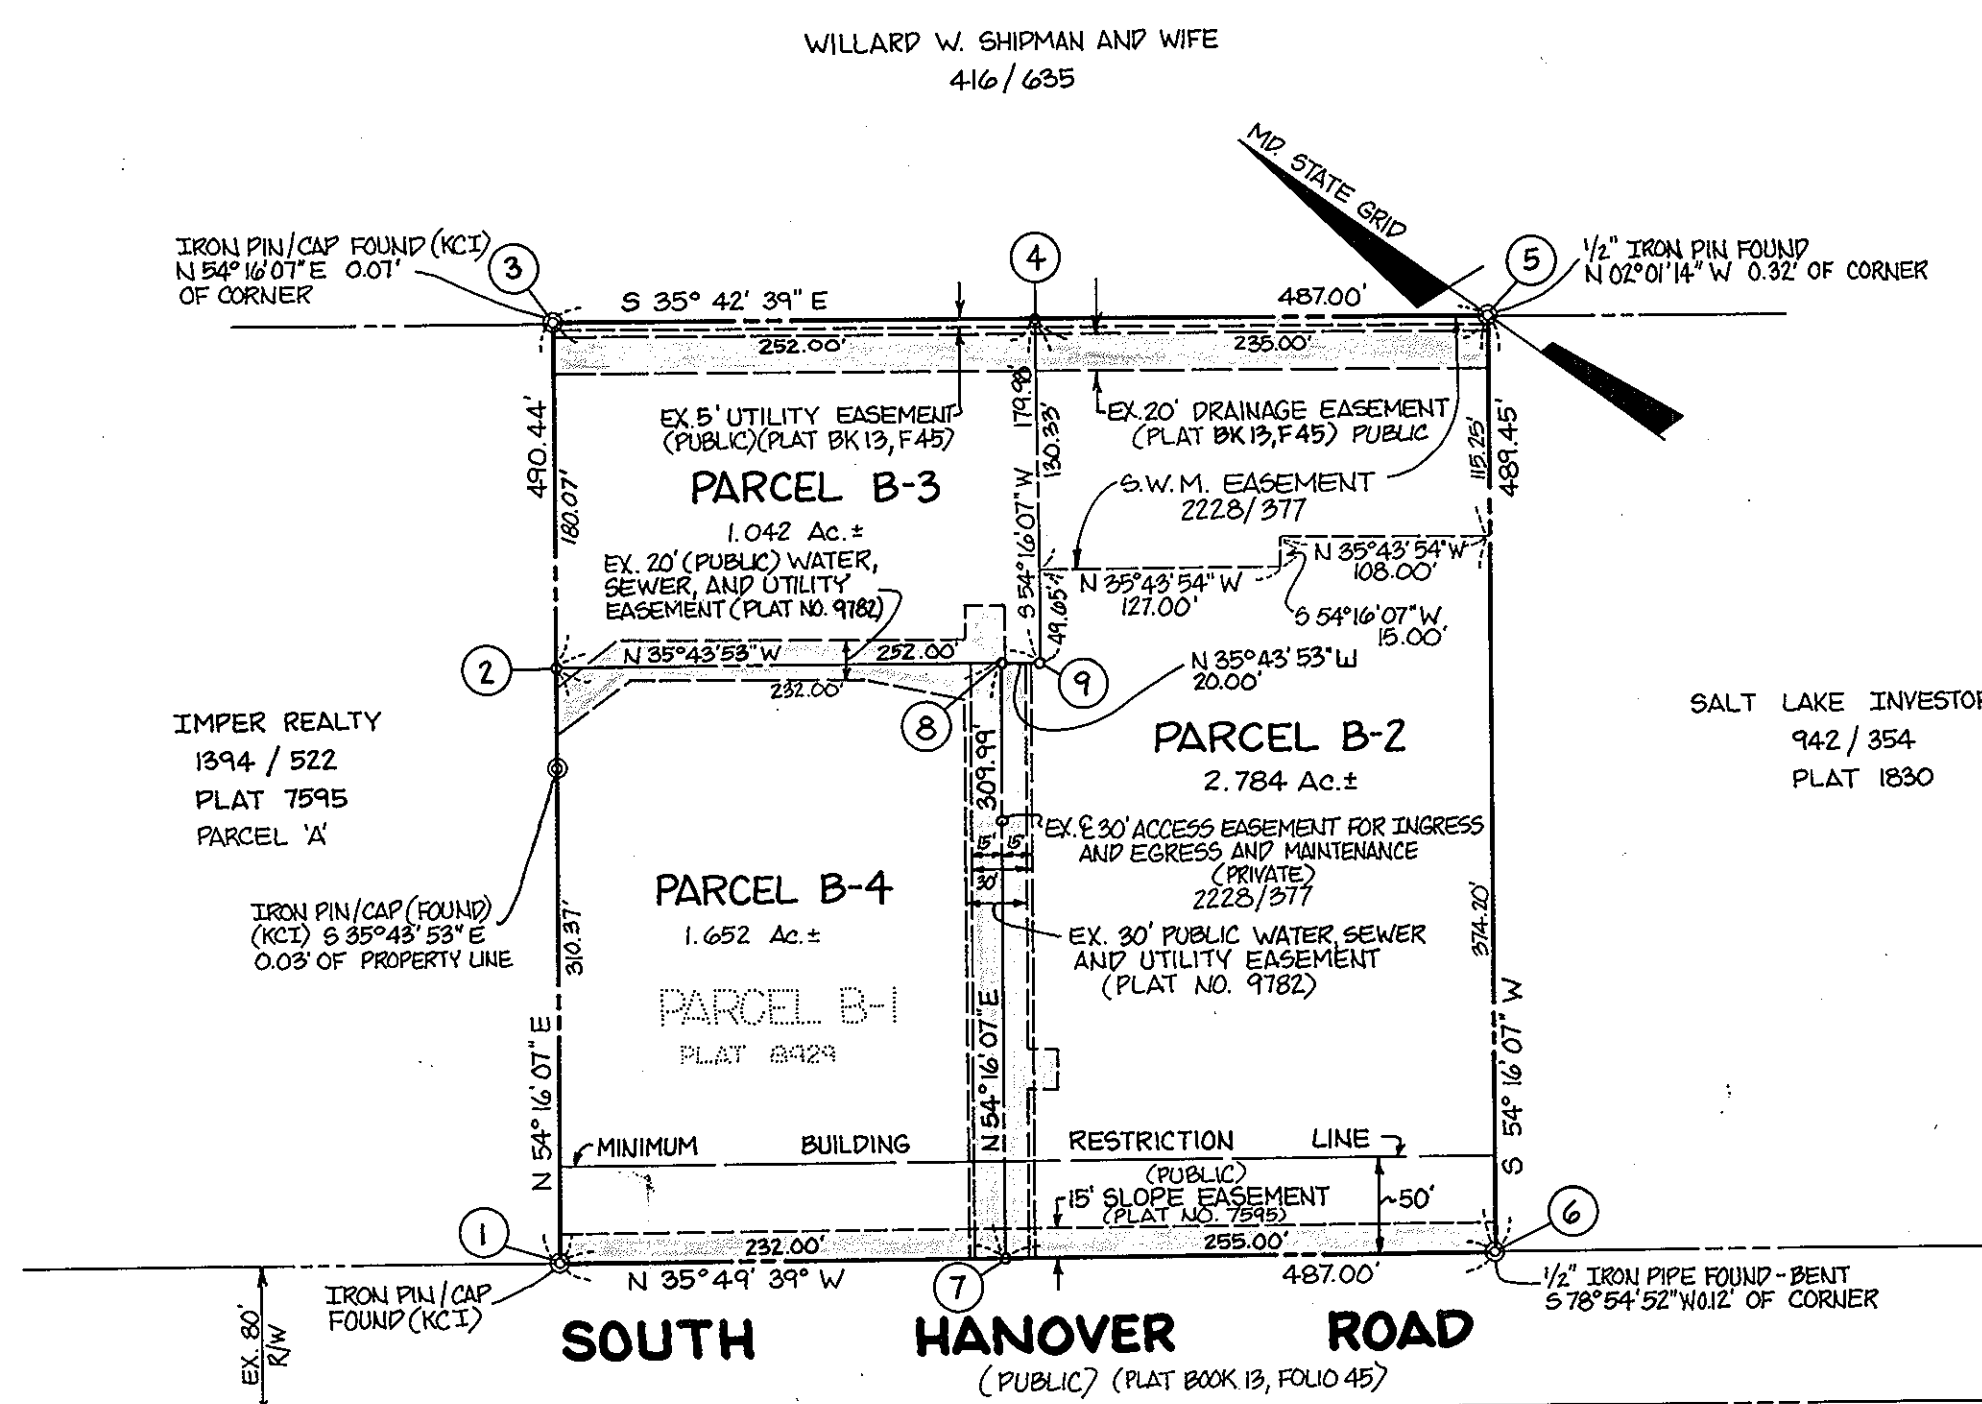 WILLARD W. SHIPMAN AND WIFE
416/635
MD. STATE GRID
IRON PIN/CAP FOUND (KCI)
N 54° 16' 07" E 0.07'
OF CORNER
3
4
5
1/2" IRON PIN FOUND
N 02° 01' 14" W 0.32' OF CORNER
S 35° 42' 39" E
487.00'
252.00'
235.00'
490.44'
180.07'
EX. 5' UTILITY EASEMENT
(PUBLIC)(PLAT BK 13, F 45)
179.98'
130.33'
S 54° 16' 07" W
EX. 20' DRAINAGE EASEMENT
(PLAT BK 13, F 45) PUBLIC
115.25'
489.45'
PARCEL B-3
1.042 Ac.±
S.W.M. EASEMENT
2228/377
EX. 20' (PUBLIC) WATER,
SEWER, AND UTILITY
EASEMENT (PLAT NO. 9782)
N 35° 43' 54" W
127.00'
N 35° 43' 54" W
108.00'
S 54° 16' 07" W
15.00'
49.65'
2
N 35° 43' 53" W
252.00'
232.00'
8
9
N 35° 43' 53" W
20.00'
IMPER REALTY
1394 / 522
PLAT 7595
PARCEL 'A'
PARCEL B-2
2.784 Ac.±
SALT LAKE INVESTOR
942 / 354
PLAT 1830
309.99'
EX. ℄ 30' ACCESS EASEMENT FOR INGRESS
AND EGRESS AND MAINTENANCE
(PRIVATE)
2228/377
15'
15'
30'
PARCEL B-4
1.652 Ac.±
IRON PIN/CAP (FOUND)
(KCI) S 35° 43' 53" E
0.03' OF PROPERTY LINE
310.37'
374.20'
EX. 30' PUBLIC WATER, SEWER
AND UTILITY EASEMENT
(PLAT NO. 9782)
PARCEL B-1
PLAT 8929
N 54° 16' 07" E
N 54° 16' 07" E
S 54° 16' 07" W
MINIMUM BUILDING RESTRICTION LINE
(PUBLIC)
15' SLOPE EASEMENT
(PLAT NO. 7595)
~50'
1
6
232.00'
255.00'
N 35° 49' 39" W
7
487.00'
IRON PIN/CAP
FOUND (KCI)
1/2" IRON PIPE FOUND - BENT
S 78° 54' 52" W 0.12' OF CORNER
EX. 80'
R/W
SOUTH HANOVER ROAD
(PUBLIC) (PLAT BOOK 13, FOLIO 45)